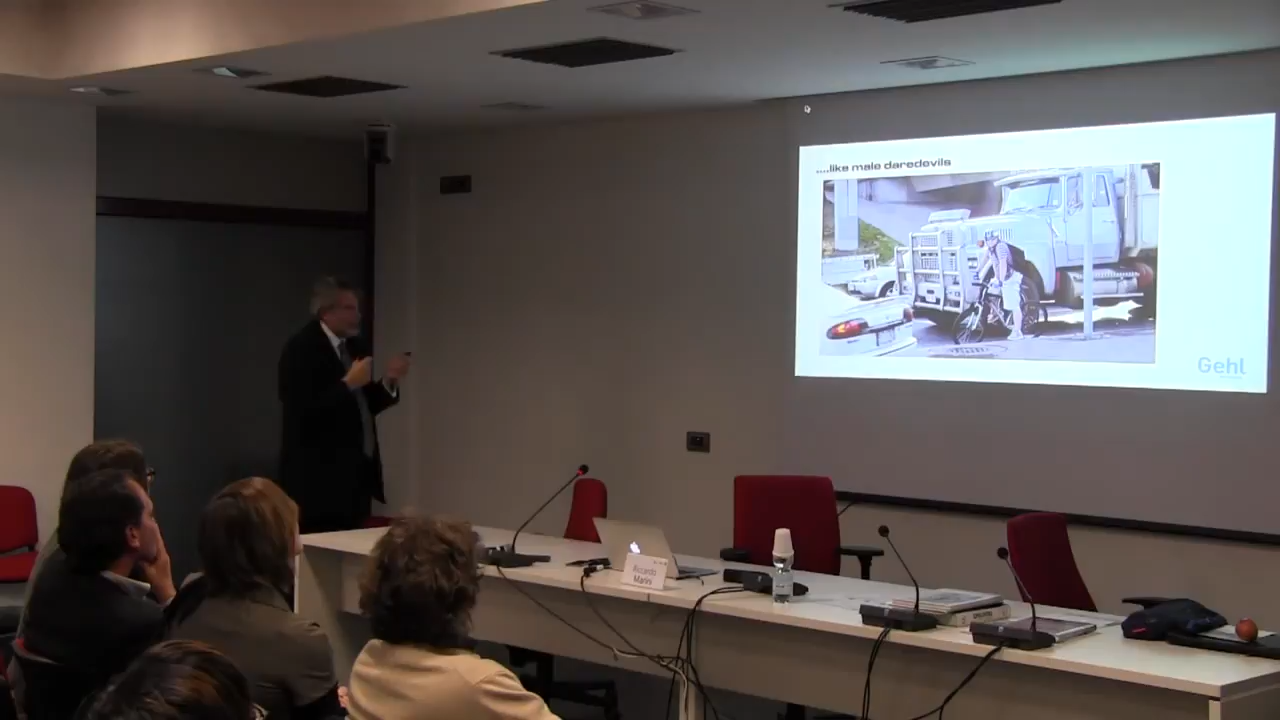 ....like male daredevils
Gehl
Riccardo
Marini